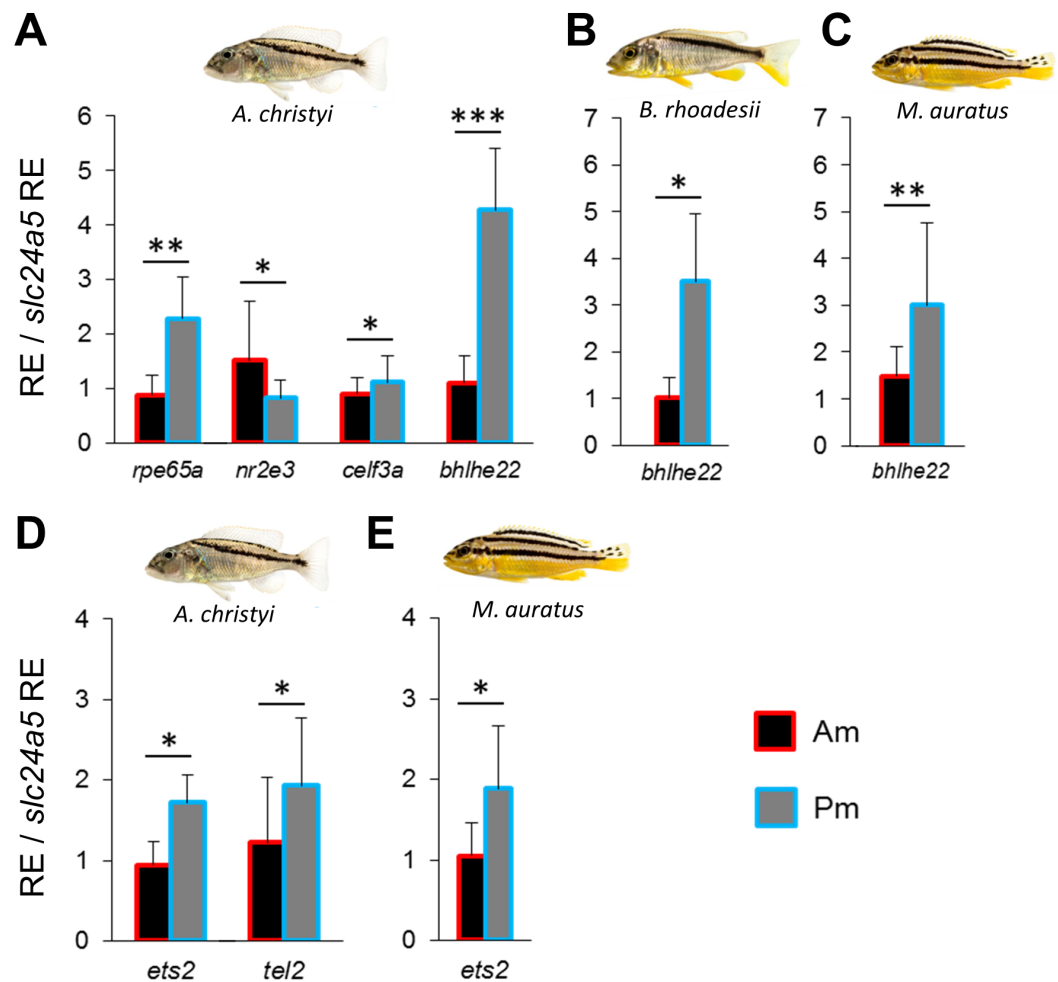 A
B
C
A. christyi
B. rhoadesii
M. auratus
RE / slc24a5 RE
6
5
4
3
2
1
0
**
*
*
***
rpe65a
nr2e3
celf3a
bhlhe22
7
6
5
4
3
2
1
0
*
bhlhe22
7
6
5
4
3
2
1
0
**
bhlhe22
D
E
A. christyi
M. auratus
RE / slc24a5 RE
4
3
2
1
0
*
*
ets2
tel2
4
3
2
1
0
*
ets2
Am
Pm